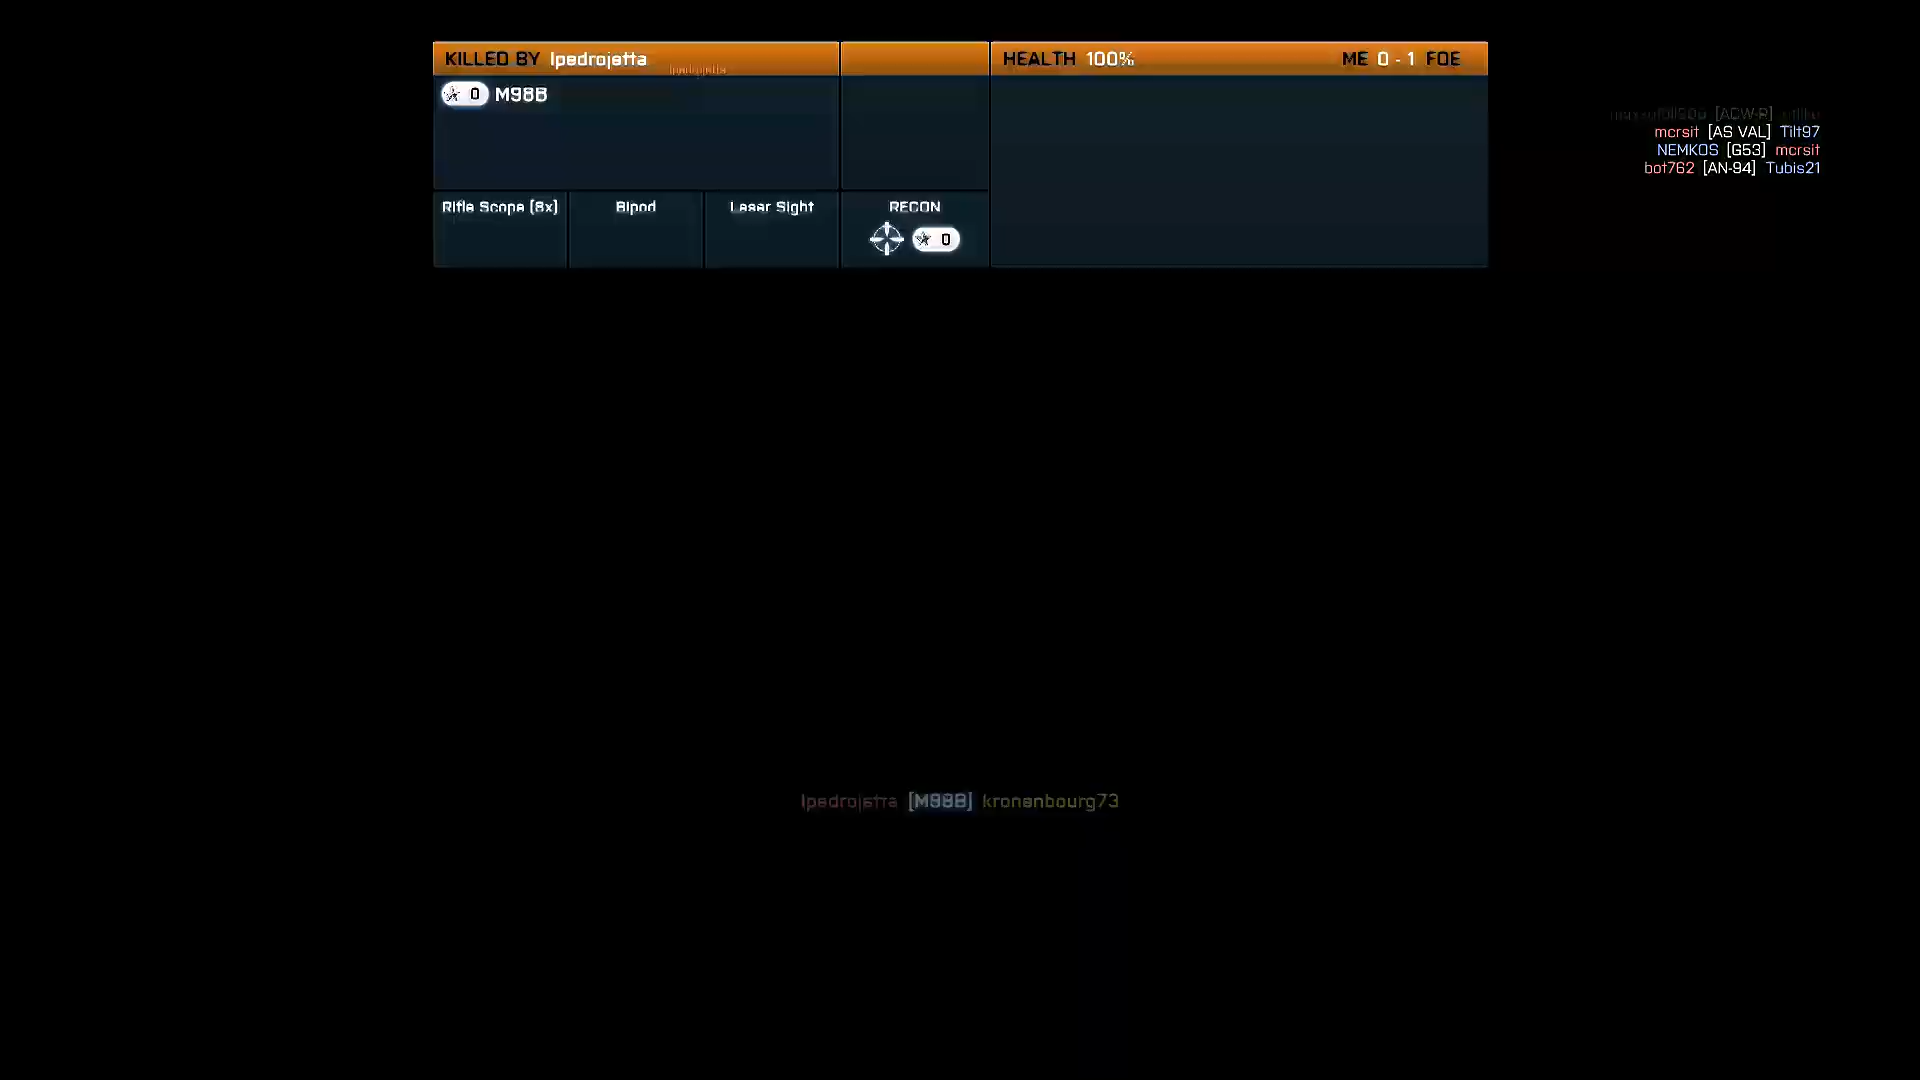 KILLED BY lpedrojetta
HEALTH 100% ME 0 - 1 FOE
0 M98B
Rifle Scope (8x) Bipod Laser Sight RECON
0
[ACW-R]
mcrsit [AS VAL] Tilt97
NEMKOS [G53] mcrsit
bot762 [AN-94] Tubis21
lpedrojetta [M98B] kronenbourg73